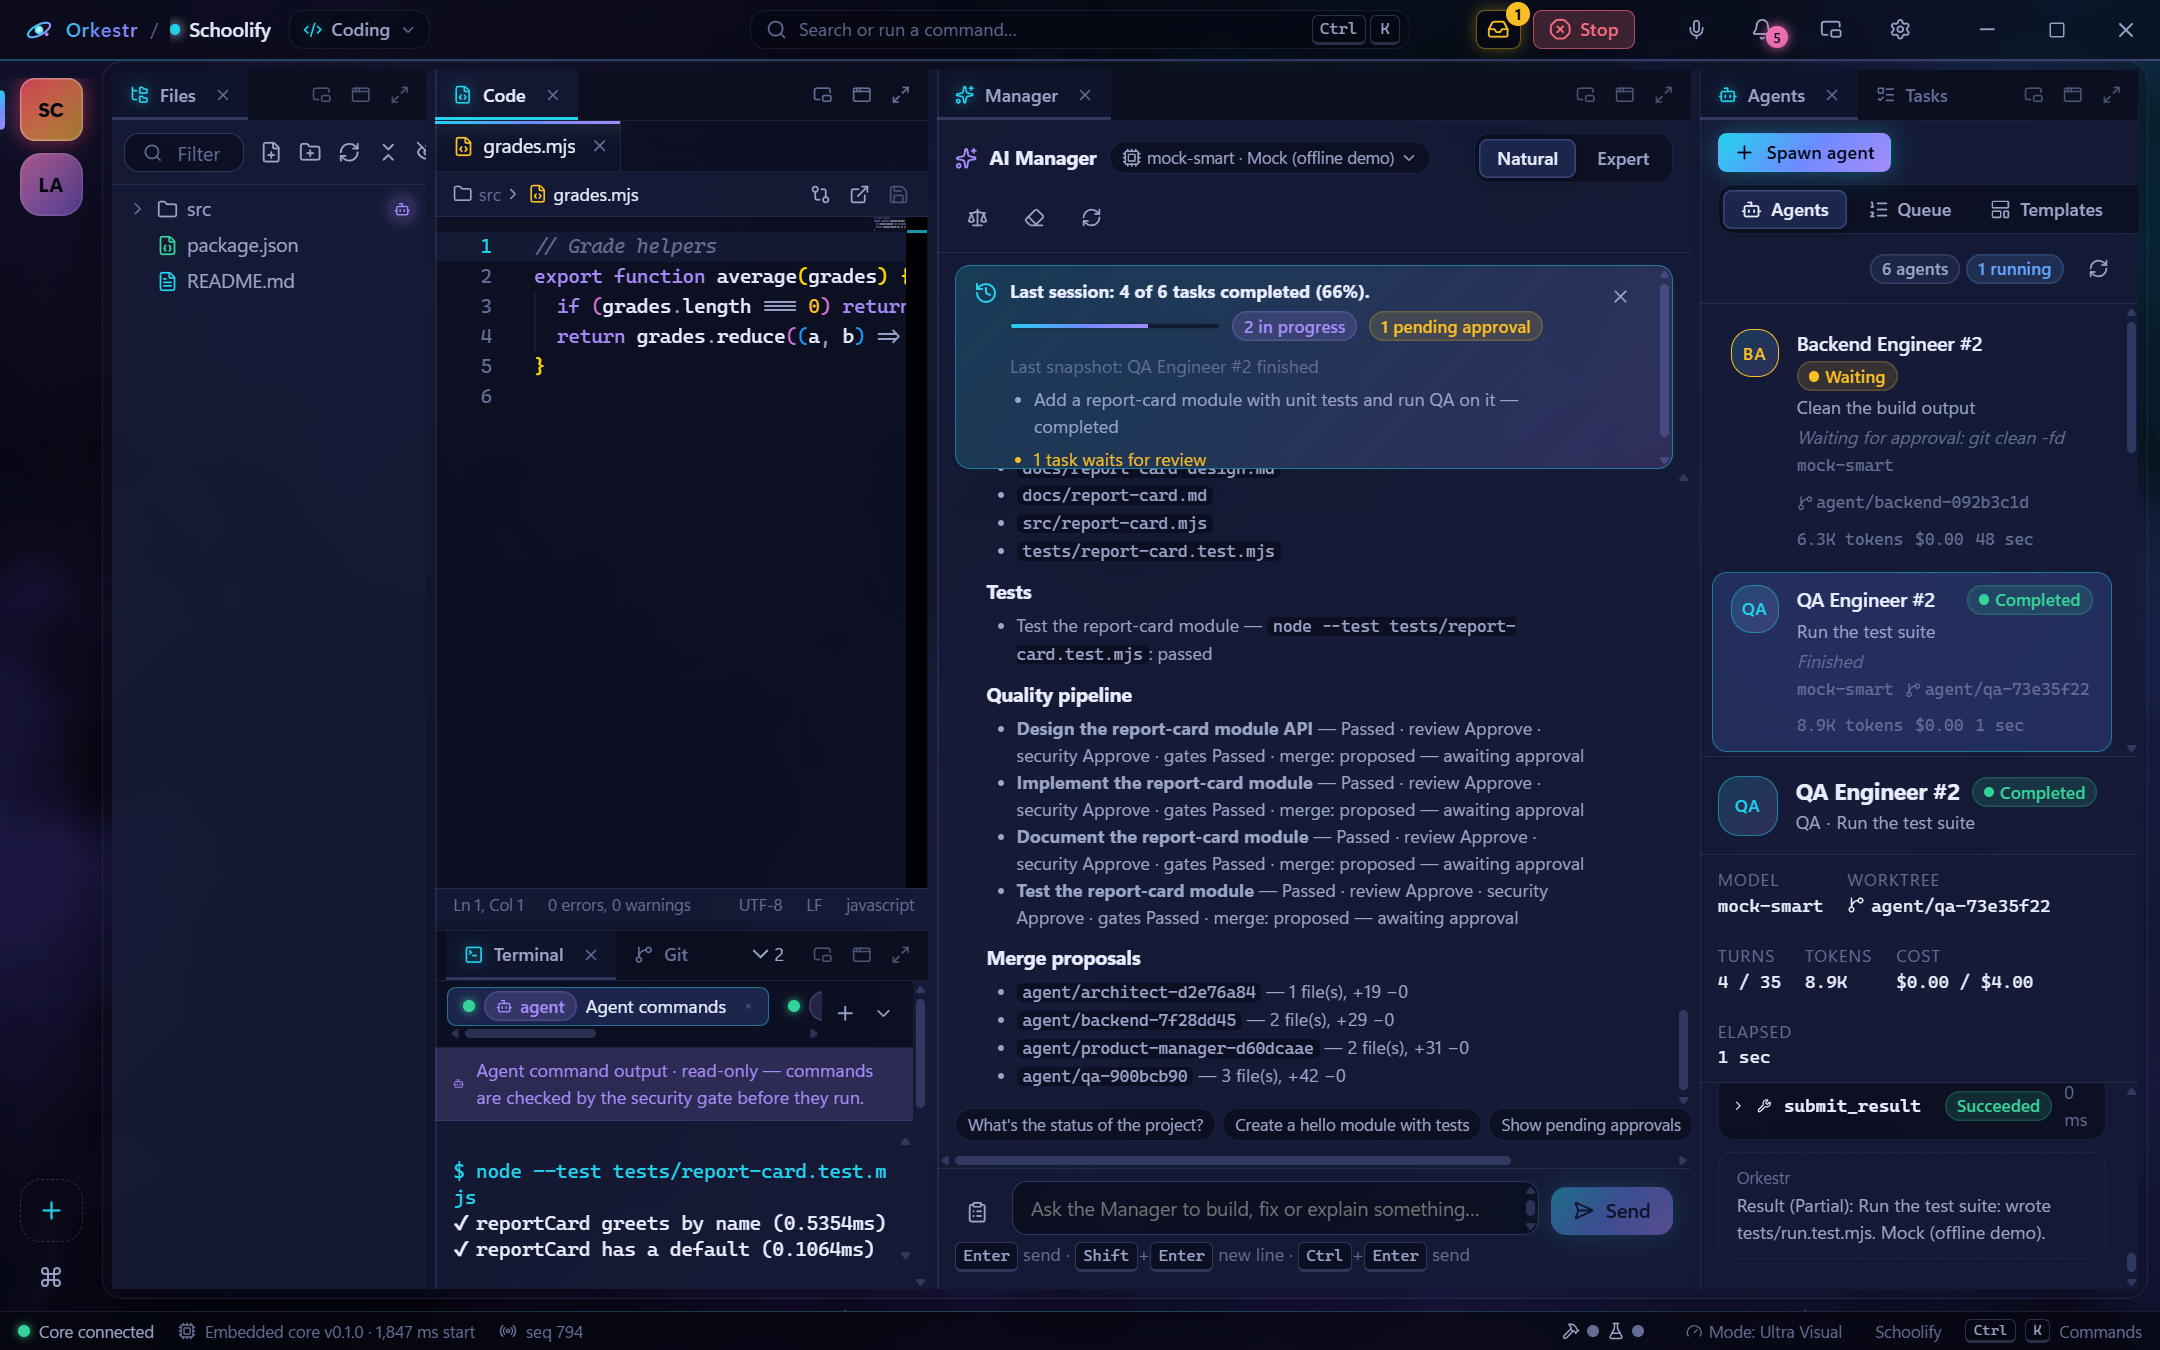 Orkestr / Schoolify
Coding
Search or run a command...
Ctrl K
1
Stop
5
SC
LA
Files
Filter
src
package.json
README.md
Code
grades.mjs
src > grades.mjs
1 // Grade helpers
2 export function average(grades) {
3 if (grades.length === 0) return
4 return grades.reduce((a, b) =>
5 }
6
Ln 1, Col 1 0 errors, 0 warnings UTF-8 LF javascript
Terminal
Git
2
agent Agent commands
Agent command output · read-only — commands
are checked by the security gate before they run.
$ node --test tests/report-card.test.m
js
✓ reportCard greets by name (0.5354ms)
✓ reportCard has a default (0.1064ms)
Manager
AI Manager
mock-smart · Mock (offline demo)
Natural
Expert
Last session: 4 of 6 tasks completed (66%).
2 in progress
1 pending approval
Last snapshot: QA Engineer #2 finished
• Add a report-card module with unit tests and run QA on it —
completed
• 1 task waits for review
• docs/report-card-design.md
• docs/report-card.md
• src/report-card.mjs
• tests/report-card.test.mjs
Tests
• Test the report-card module — node --test tests/report-
card.test.mjs : passed
Quality pipeline
• Design the report-card module API — Passed · review Approve ·
security Approve · gates Passed · merge: proposed — awaiting approval
• Implement the report-card module — Passed · review Approve ·
security Approve · gates Passed · merge: proposed — awaiting approval
• Document the report-card module — Passed · review Approve ·
security Approve · gates Passed · merge: proposed — awaiting approval
• Test the report-card module — Passed · review Approve · security
Approve · gates Passed · merge: proposed — awaiting approval
Merge proposals
• agent/architect-d2e76a84 — 1 file(s), +19 −0
• agent/backend-7f28dd45 — 2 file(s), +29 −0
• agent/product-manager-d60dcaae — 2 file(s), +31 −0
• agent/qa-900bcb90 — 3 file(s), +42 −0
What's the status of the project?
Create a hello module with tests
Show pending approvals
Ask the Manager to build, fix or explain something...
Send
Enter send · Shift + Enter new line · Ctrl + Enter send
Agents
Tasks
Spawn agent
Agents
Queue
Templates
6 agents
1 running
BA
Backend Engineer #2
Waiting
Clean the build output
Waiting for approval: git clean -fd
mock-smart
agent/backend-092b3c1d
6.3K tokens $0.00 48 sec
QA
QA Engineer #2
Completed
Run the test suite
Finished
mock-smart agent/qa-73e35f22
8.9K tokens $0.00 1 sec
QA
QA Engineer #2
Completed
QA · Run the test suite
MODEL WORKTREE
mock-smart agent/qa-73e35f22
TURNS TOKENS COST
4 / 35 8.9K $0.00 / $4.00
ELAPSED
1 sec
submit_result Succeeded 0
ms
Orkestr
Result (Partial): Run the test suite: wrote
tests/run.test.mjs. Mock (offline demo).
Core connected
Embedded core v0.1.0 · 1,847 ms start
seq 794
Mode: Ultra Visual
Schoolify
Ctrl K Commands